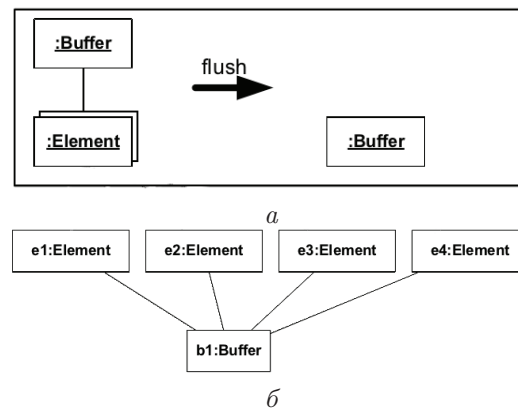 :Buffer
flush
:Element
:Buffer
а
e1:Element e2:Element e3:Element e4:Element
b1:Buffer
б